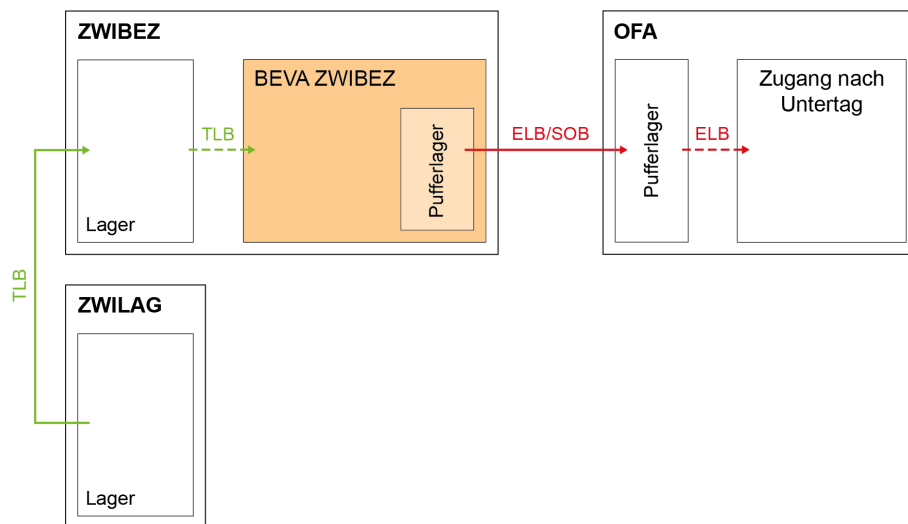 ZWIBEZ
BEVA ZWIBEZ
TLB
Lager
Pufferlager
ELB/SOB
OFA
Pufferlager
ELB
Zugang nach
Untertag
TLB
ZWILAG
Lager